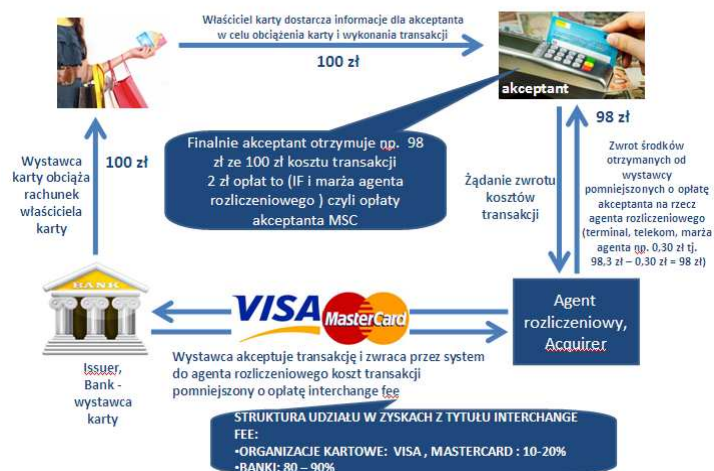 Właściciel karty dostarcza informacje dla akceptanta
w celu obciążenia karty i wykonania transakcji
100 zł
akceptant
98 zł
Finalnie akceptant otrzymuje np. 98
zł ze 100 zł kosztu transakcji
2 zł opłat to (IF i marża agenta
rozliczeniowego ) czyli opłaty
akceptanta MSC
Wystawca
karty obciąża
rachunek
właściciela
karty
100 zł
Żądanie zwrotu
kosztów
transakcji
Zwrot środków
otrzymanych od
wystawcy
pomniejszonych o opłatę
akceptanta na rzecz
agenta rozliczeniowego
(terminal, telekom, marża
agenta np. 0,30 zł tj.
98,3 zł – 0,30 zł = 98 zł)
BANK
VISA
MasterCard
Agent
rozliczeniowy,
Acquirer
Issuer,
Bank -
wystawca
karty
Wystawca akceptuje transakcję i zwraca przez system
do agenta rozliczeniowego koszt transakcji
pomniejszony o opłatę interchange fee
STRUKTURA UDZIAŁU W ZYSKACH Z TYTUŁU INTERCHANGE
FEE:
•ORGANIZACJE KARTOWE: VISA , MASTERCARD : 10-20%
•BANKI: 80 – 90%